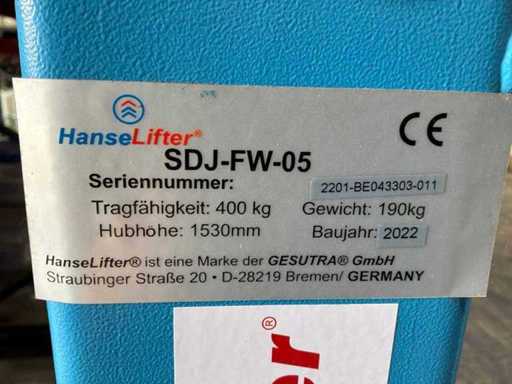 HanseLifter®
CE
SDJ-FW-05
Seriennummer: 2201-BE043303-011
Tragfähigkeit: 400 kg Gewicht: 190kg
Hubhöhe: 1530mm Baujahr: 2022
HanseLifter® ist eine Marke der GESUTRA® GmbH
Straubinger Straße 20 • D-28219 Bremen/ GERMANY
er®